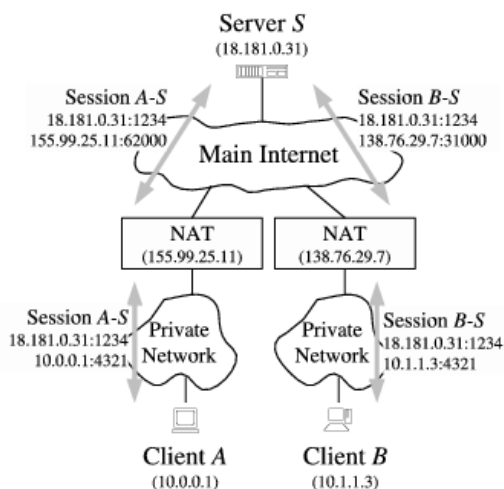 Server S
(18.181.0.31)
Session A-S
18.181.0.31:1234
155.99.25.11:62000
Session B-S
18.181.0.31:1234
138.76.29.7:31000
Main Internet
NAT
(155.99.25.11)
NAT
(138.76.29.7)
Session A-S
18.181.0.31:1234
10.0.0.1:4321
Private
Network
Private
Network
Session B-S
18.181.0.31:1234
10.1.1.3:4321
Client A
(10.0.0.1)
Client B
(10.1.1.3)